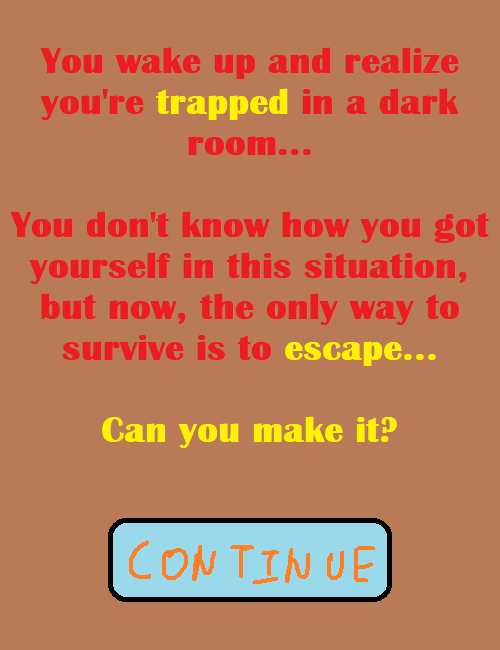 You wake up and realize
you're trapped in a dark
room...
You don't know how you got
yourself in this situation,
but now, the only way to
survive is to escape...
Can you make it?
CONTINUE